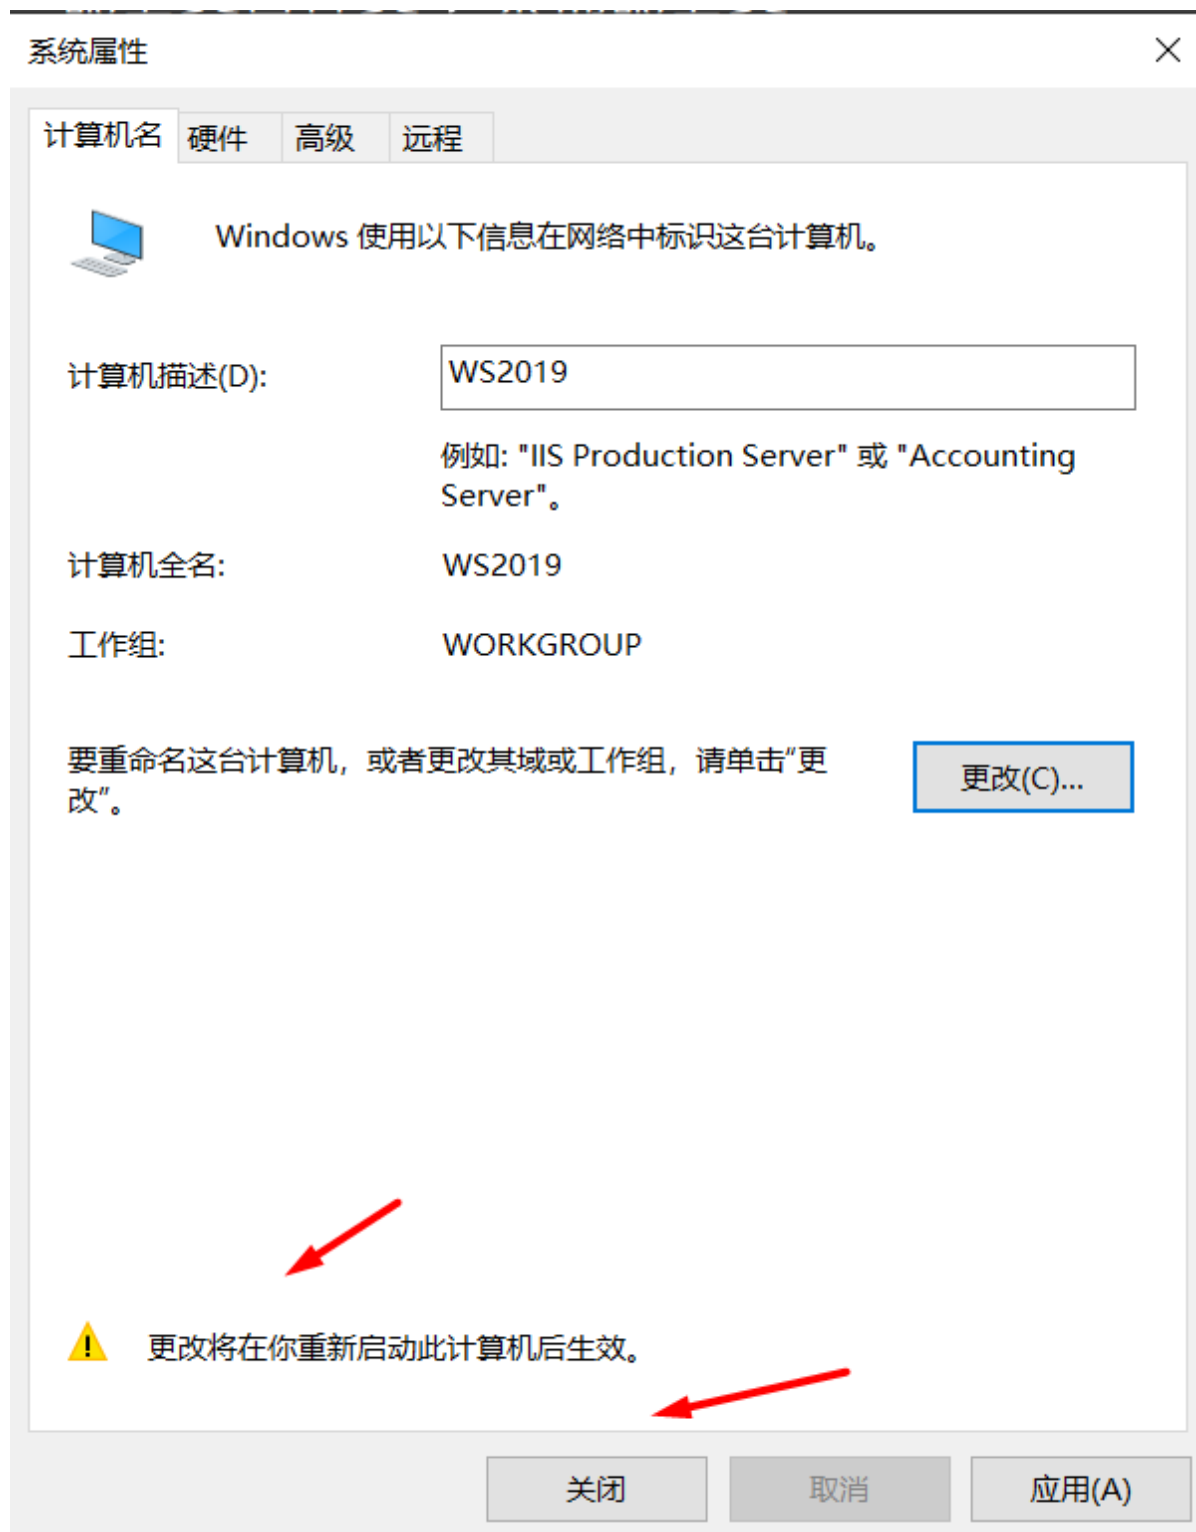 系统属性
计算机名 硬件 高级 远程
Windows 使用以下信息在网络中标识这台计算机。
计算机描述(D): WS2019
例如: "IIS Production Server" 或 "Accounting
Server"。
计算机全名: WS2019
工作组: WORKGROUP
要重命名这台计算机，或者更改其域或工作组，请单击"更
改"。
更改(C)...
更改将在你重新启动此计算机后生效。
关闭 取消 应用(A)